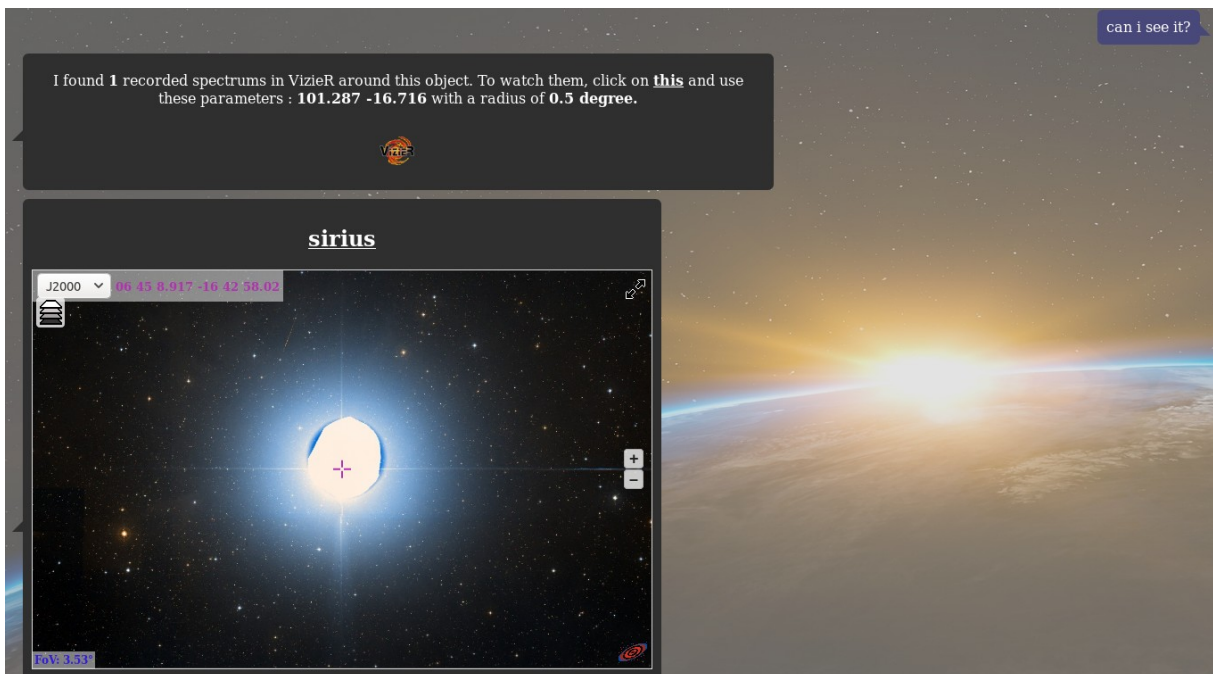 can i see it?
I found 1 recorded spectrums in VizieR around this object. To watch them, click on this and use
these parameters : 101.287 -16.716 with a radius of 0.5 degree.
VizieR
sirius
J2000 06 45 8.917 -16 42 58.02
+
−
FoV: 3.53°